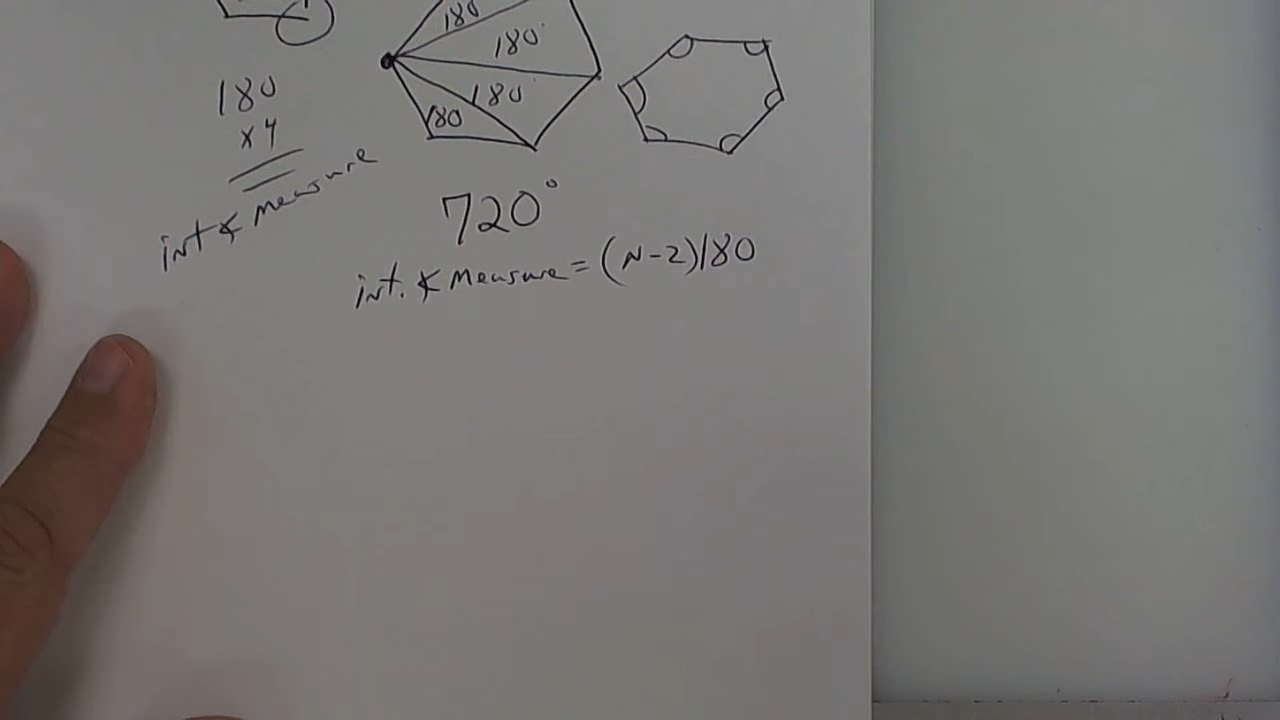 180
180°
180°
180
180
x 4
int ∡ measure
720°
int. ∡ measure = (N-2)180